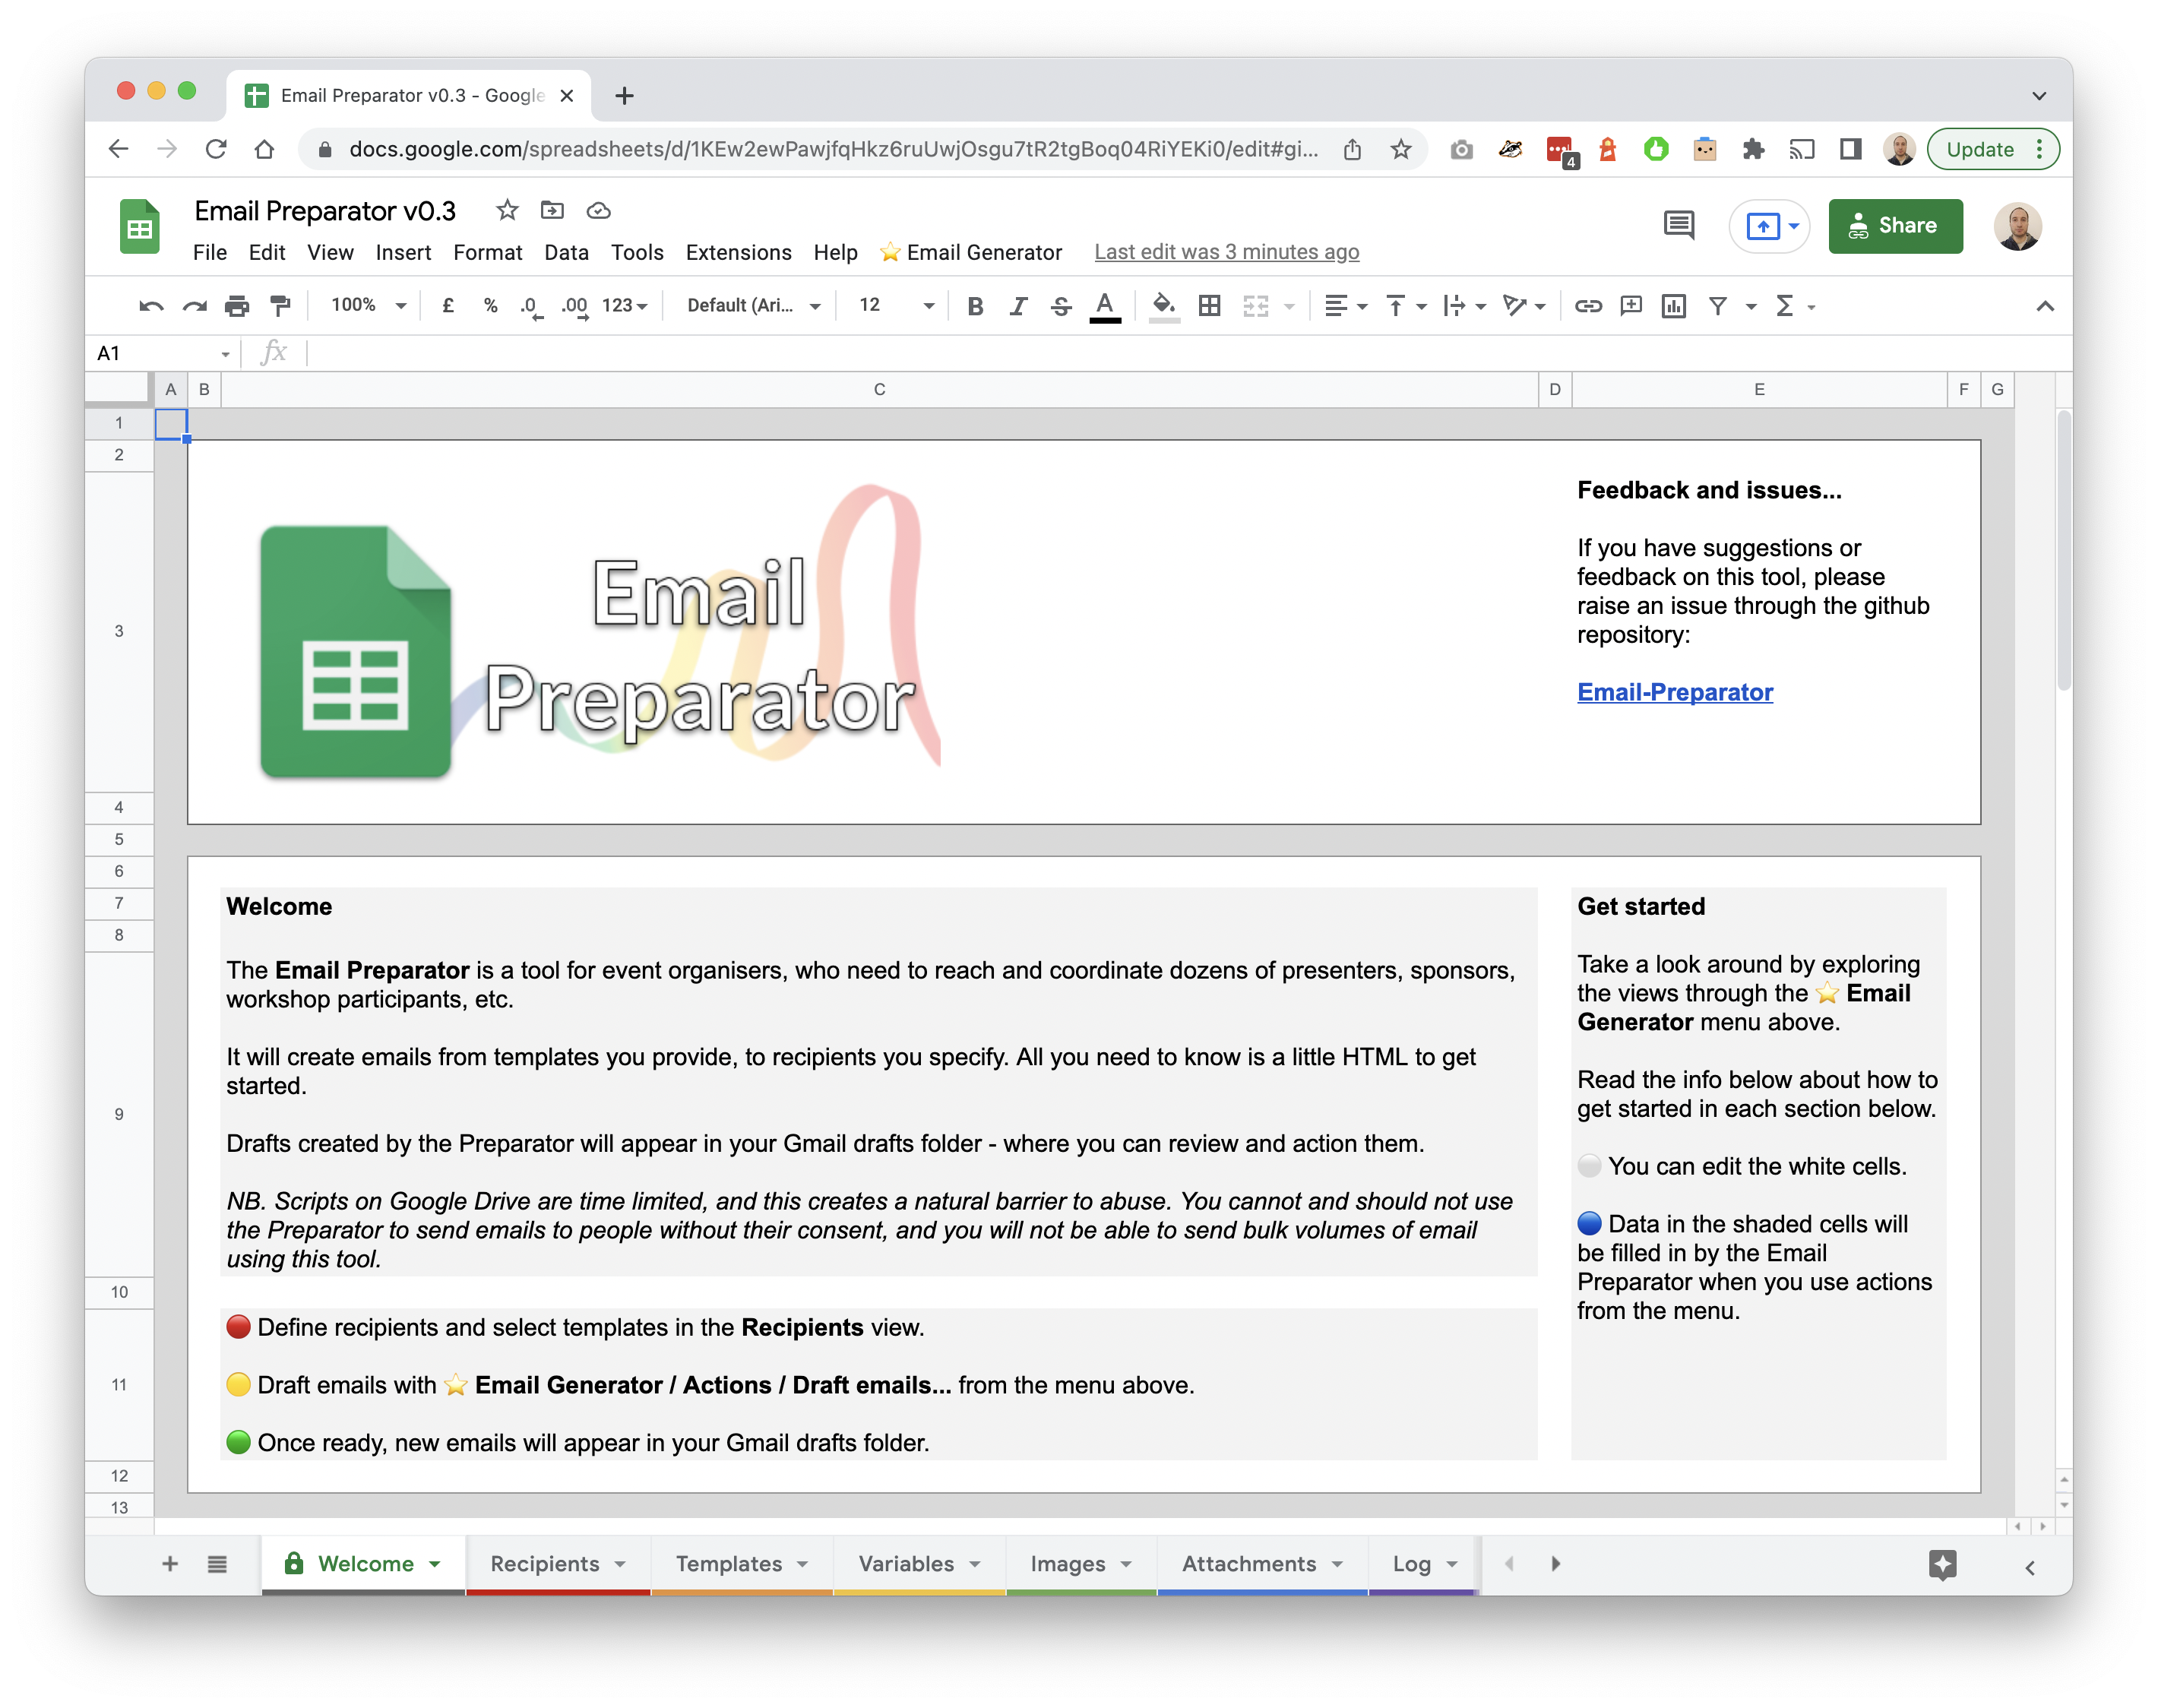 Email Preparator v0.3 - Google
docs.google.com/spreadsheets/d/1KEw2ewPawjfqHkz6ruUwjOsgu7tR2tgBoq04RiYEKi0/edit#gi...
4
Update
Email Preparator v0.3
File Edit View Insert Format Data Tools Extensions Help ⭐ Email Generator Last edit was 3 minutes ago
Share
100% £ % .0 .00 123 Default (Ari... 12 B I S A Σ
A1 fx
A B C D E F G
1
2
3
4
5
6
7
8
9
10
11
12
13
Email
Preparator
Feedback and issues...
If you have suggestions or
feedback on this tool, please
raise an issue through the github
repository:
Email-Preparator
Welcome
The Email Preparator is a tool for event organisers, who need to reach and coordinate dozens of presenters, sponsors,
workshop participants, etc.
It will create emails from templates you provide, to recipients you specify. All you need to know is a little HTML to get
started.
Drafts created by the Preparator will appear in your Gmail drafts folder - where you can review and action them.
NB. Scripts on Google Drive are time limited, and this creates a natural barrier to abuse. You cannot and should not use
the Preparator to send emails to people without their consent, and you will not be able to send bulk volumes of email
using this tool.
🔴 Define recipients and select templates in the Recipients view.
🟡 Draft emails with ⭐ Email Generator / Actions / Draft emails... from the menu above.
🟢 Once ready, new emails will appear in your Gmail drafts folder.
Get started
Take a look around by exploring
the views through the ⭐ Email
Generator menu above.
Read the info below about how to
get started in each section below.
⚪ You can edit the white cells.
🔵 Data in the shaded cells will
be filled in by the Email
Preparator when you use actions
from the menu.
Welcome Recipients Templates Variables Images Attachments Log